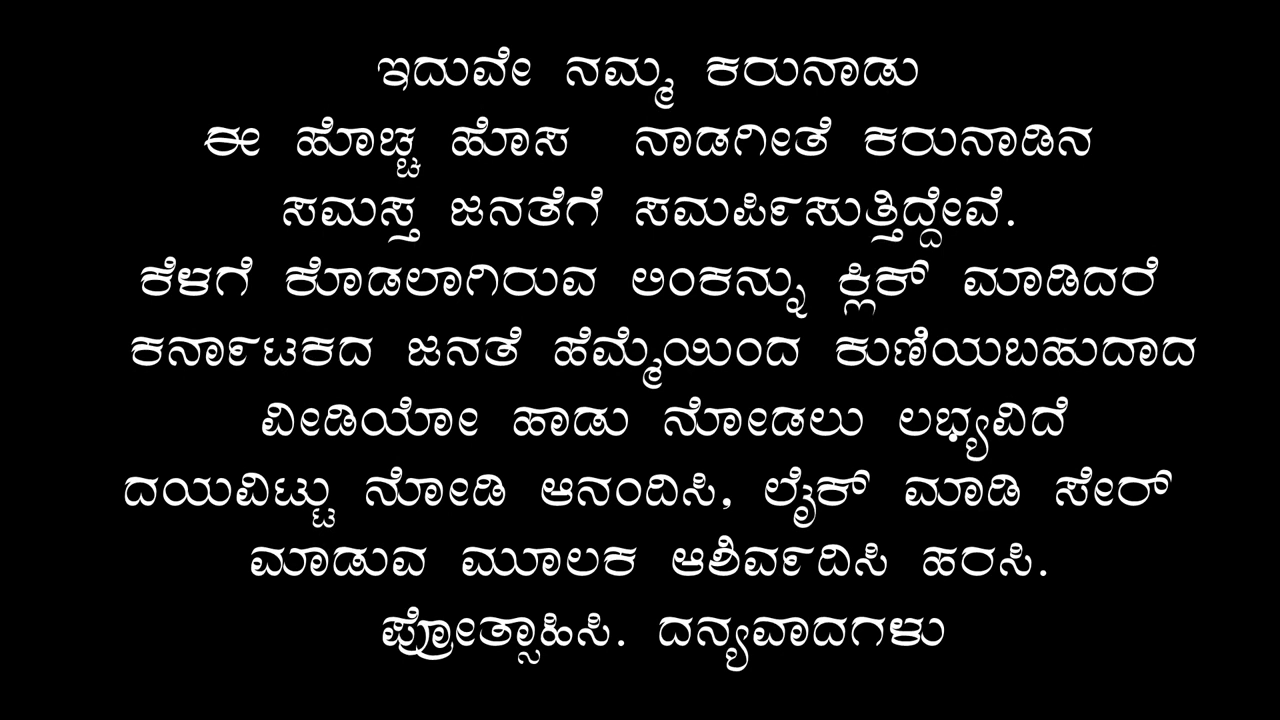 ಇದುವೇ ನಮ್ಮ ಕರುನಾಡು
ಈ ಹೊಚ್ಚ ಹೊಸ ನಾಡಗೀತೆ ಕರುನಾಡಿನ
ಸಮಸ್ತ ಜನತೆಗೆ ಸಮರ್ಪಿಸುತ್ತಿದ್ದೇವೆ.
ಕೆಳಗೆ ಕೊಡಲಾಗಿರುವ ಲಿಂಕನ್ನು ಕ್ಲಿಕ್ ಮಾಡಿದರೆ
ಕರ್ನಾಟಕದ ಜನತೆ ಹೆಮ್ಮೆಯಿಂದ ಕುಣಿಯಬಹುದಾದ
ವೀಡಿಯೋ ಹಾಡು ನೋಡಲು ಲಭ್ಯವಿದೆ
ದಯವಿಟ್ಟು ನೋಡಿ ಆನಂದಿಸಿ, ಲೈಕ್ ಮಾಡಿ ಸೇರ್
ಮಾಡುವ ಮೂಲಕ ಆಶಿರ್ವದಿಸಿ ಹರಸಿ.
ಪ್ರೋತ್ಸಾಹಿಸಿ. ದನ್ಯವಾದಗಳು